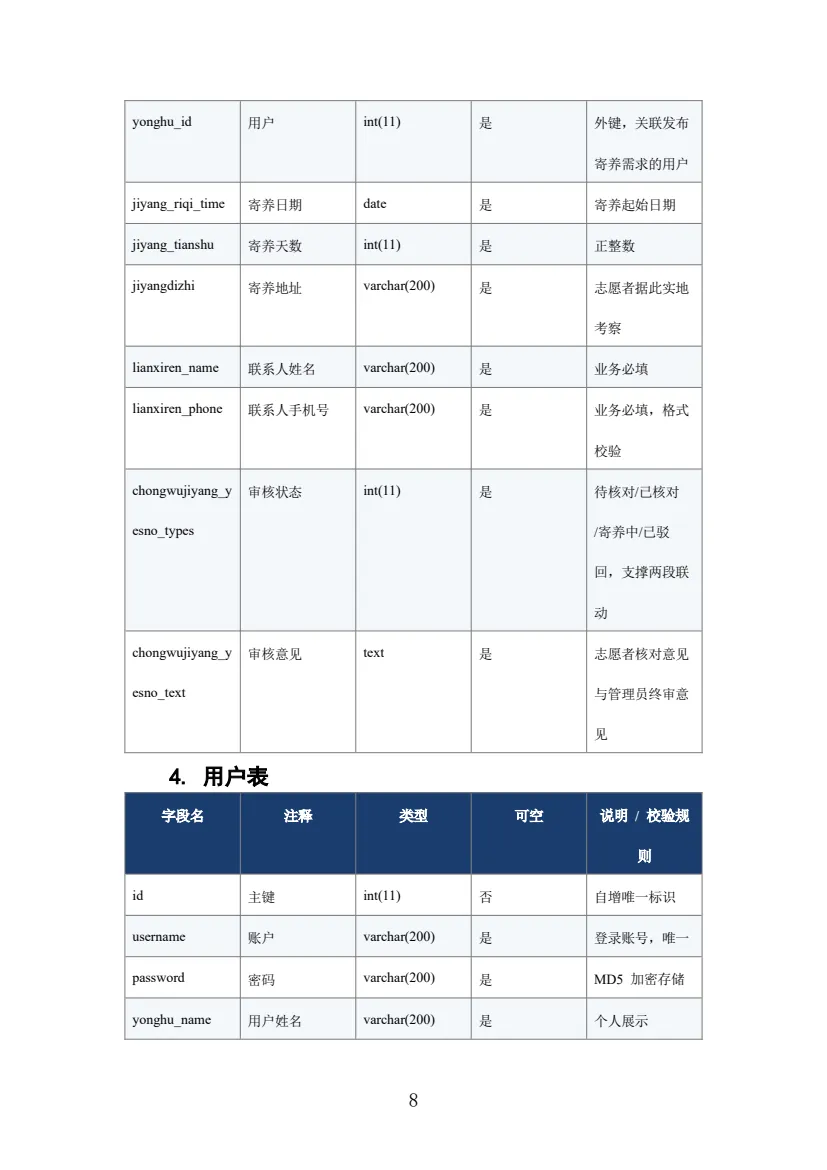 yonghu_id 用户 int(11) 是 外键，关联发布
寄养需求的用户
jiyang_riqi_time 寄养日期 date 是 寄养起始日期
jiyang_tianshu 寄养天数 int(11) 是 正整数
jiyangdizhi 寄养地址 varchar(200) 是 志愿者据此实地
考察
lianxiren_name 联系人姓名 varchar(200) 是 业务必填
lianxiren_phone 联系人手机号 varchar(200) 是 业务必填，格式
校验
chongwujiyang_y 审核状态 int(11) 是 待核对/已核对
esno_types /寄养中/已驳
回，支撑两段联
动
chongwujiyang_y 审核意见 text 是 志愿者核对意见
esno_text 与管理员终审意
见
4. 用户表
字段名 注释 类型 可空 说明 / 校验规
则
id 主键 int(11) 否 自增唯一标识
username 账户 varchar(200) 是 登录账号，唯一
password 密码 varchar(200) 是 MD5 加密存储
yonghu_name 用户姓名 varchar(200) 是 个人展示
8